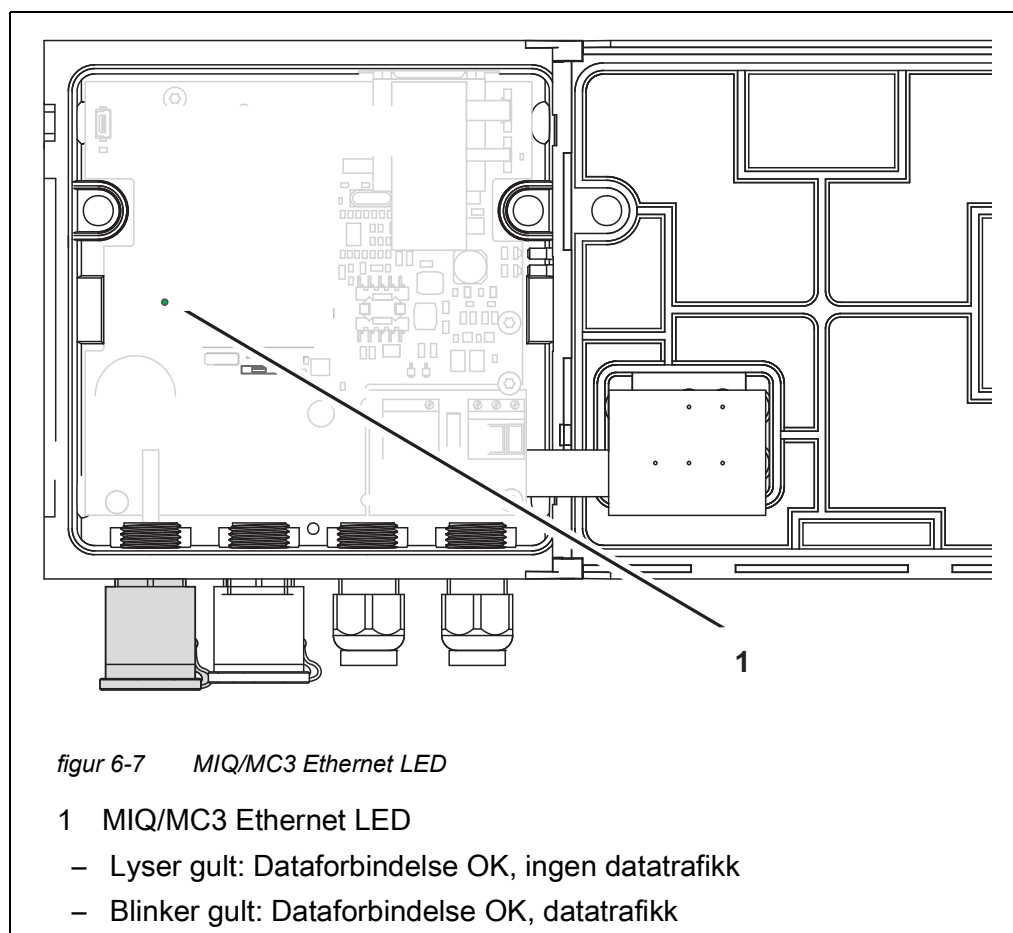 1
figur 6-7 MIQ/MC3 Ethernet LED
1 MIQ/MC3 Ethernet LED
– Lyser gult: Dataforbindelse OK, ingen datatrafikk
– Blinker gult: Dataforbindelse OK, datatrafikk